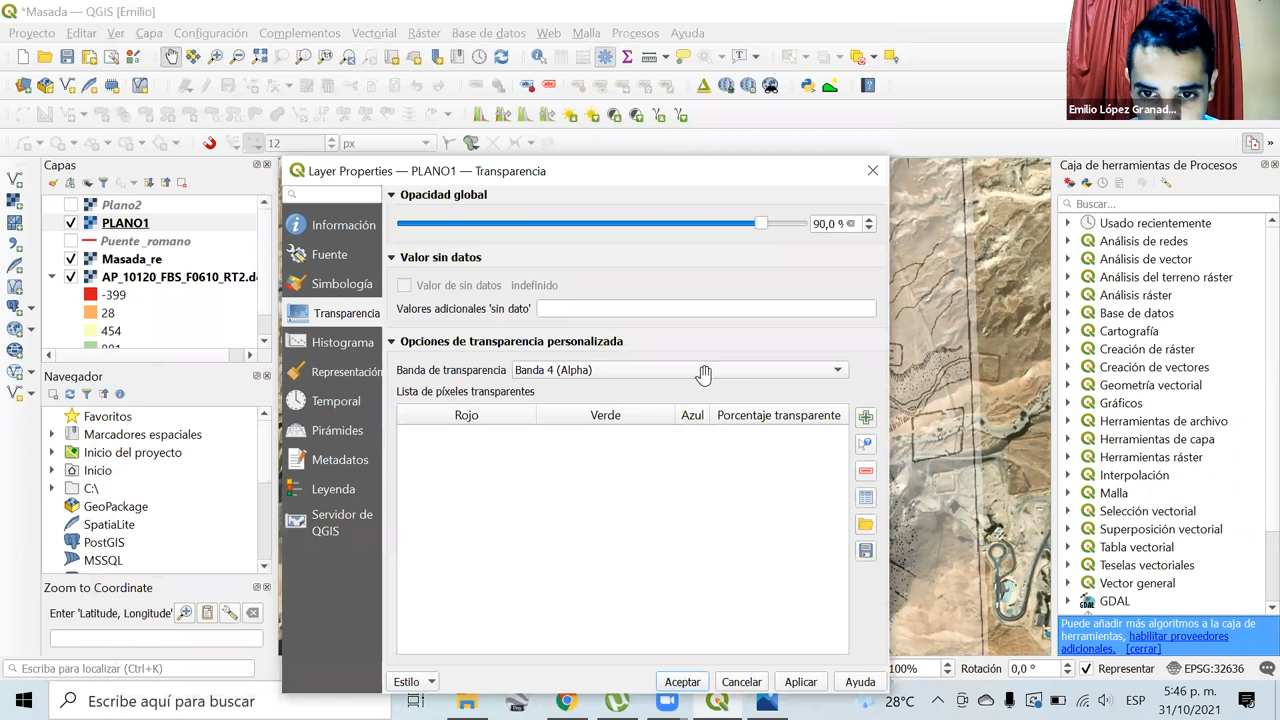 *Masada — QGIS [Emilio]
Proyecto Editar Ver Capa Configuración Complementos Vectorial Ráster Base de datos Web Malla Procesos Ayuda
Emilio López Granad...
12 px
Capas
Plano2
PLANO1
Puente_romano
Masada_re
AP_10120_FBS_F0610_RT2.d
-399
28
454
Navegador
Favoritos
Marcadores espaciales
Inicio del proyecto
Inicio
C:\
GeoPackage
SpatiaLite
PostGIS
MSSQL
Zoom to Coordinate
Enter 'Latitude, Longitude'
Layer Properties — PLANO1 — Transparencia
Información
Fuente
Simbología
Transparencia
Histograma
Representación
Temporal
Pirámides
Metadatos
Leyenda
Servidor de
QGIS
Opacidad global
90,0 %
Valor sin datos
Valor de sin datos indefinido
Valores adicionales 'sin dato'
Opciones de transparencia personalizada
Banda de transparencia Banda 4 (Alpha)
Lista de píxeles transparentes
Rojo Verde Azul Porcentaje transparente
Estilo Aceptar Cancelar Aplicar Ayuda
Caja de herramientas de Procesos
Buscar...
Usado recientemente
Análisis de redes
Análisis de vector
Análisis del terreno ráster
Análisis ráster
Base de datos
Cartografía
Creación de ráster
Creación de vectores
Geometría vectorial
Gráficos
Herramientas de archivo
Herramientas de capa
Herramientas ráster
Interpolación
Malla
Selección vectorial
Superposición vectorial
Tabla vectorial
Teselas vectoriales
Vector general
GDAL
Puede añadir más algoritmos a la caja de
herramientas, habilitar proveedores
adicionales. [cerrar]
Escriba para localizar (Ctrl+K) 100% Rotación 0,0 ° Representar EPSG:32636
Escribe aquí para buscar 28°C ESP 5:46 p. m.
31/10/2021